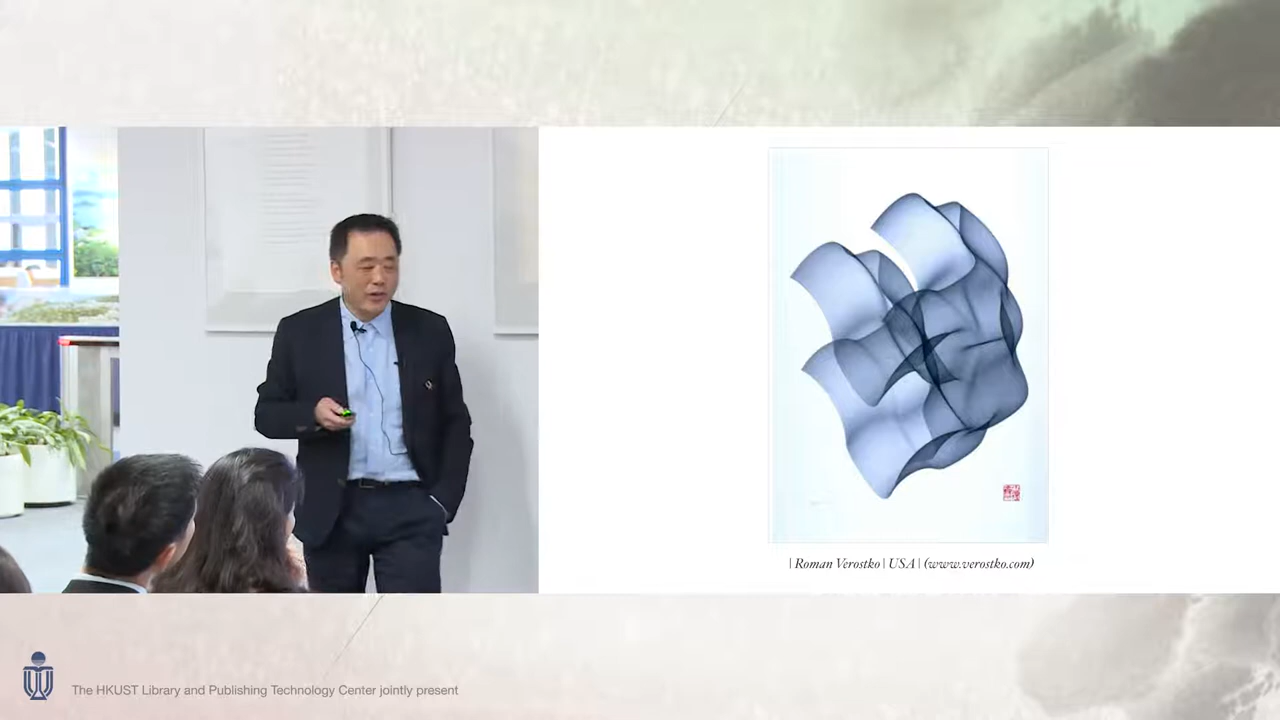 | Roman Verostko | USA | (www.verostko.com)
The HKUST Library and Publishing Technology Center jointly present